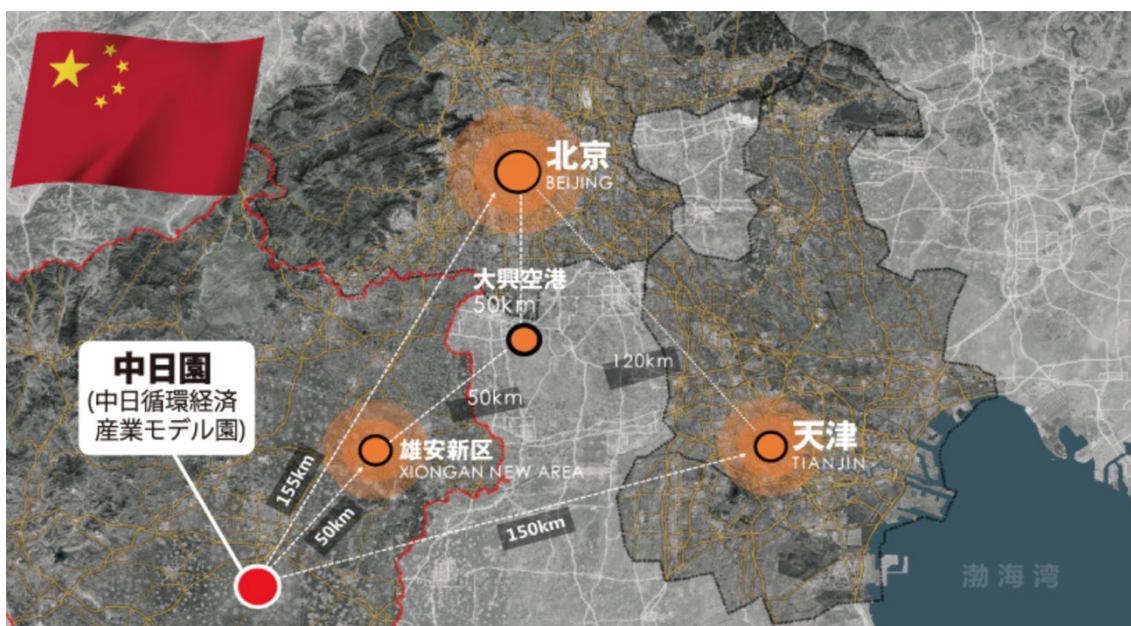 北京
BEIJING
大興空港
50km
120km
中日園
(中日循環経済
産業モデル園)
50km
雄安新区
XIONGAN NEW AREA
天津
TIANJIN
155km
50km
150km
渤海湾